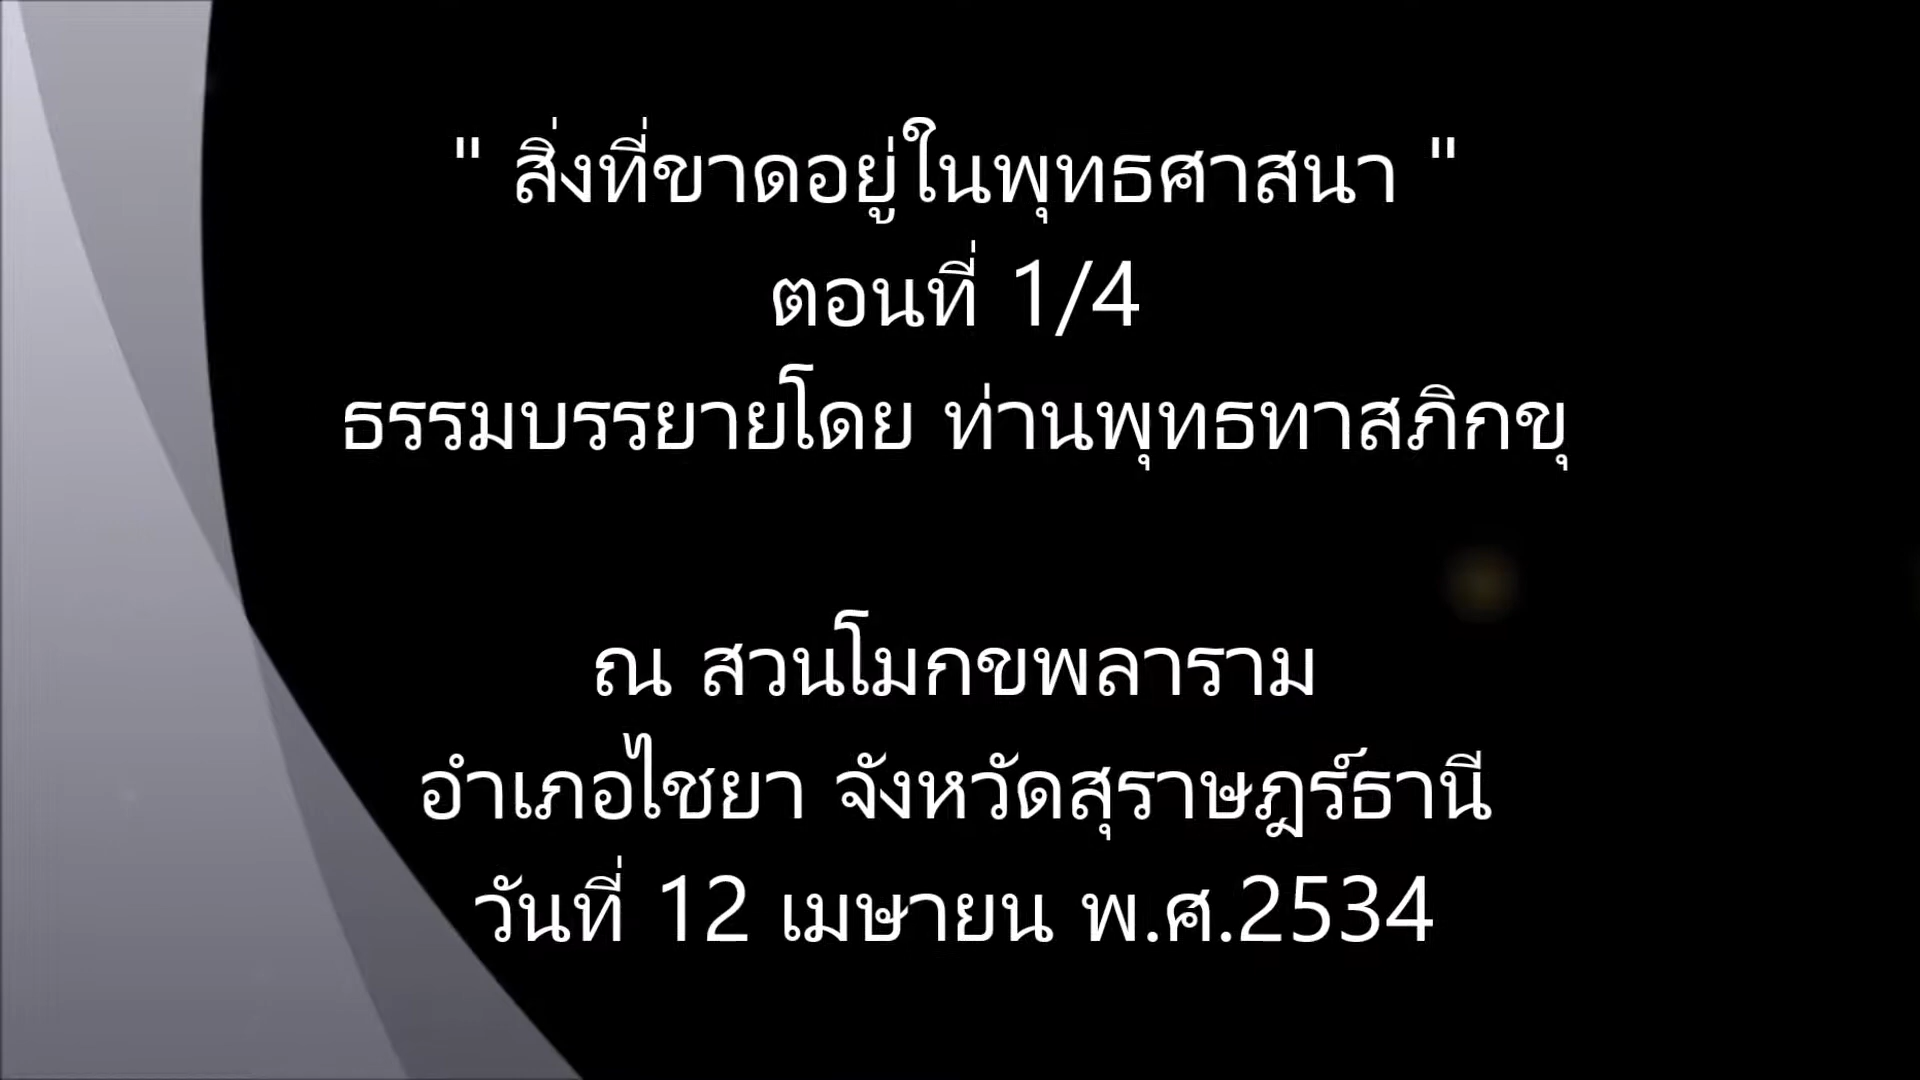 " สิ่งที่ขาดอยู่ในพุทธศาสนา "
ตอนที่ 1/4
ธรรมบรรยายโดย ท่านพุทธทาสภิกขุ
ณ สวนโมกขพลาราม
อำเภอไชยา จังหวัดสุราษฎร์ธานี
วันที่ 12 เมษายน พ.ศ.2534